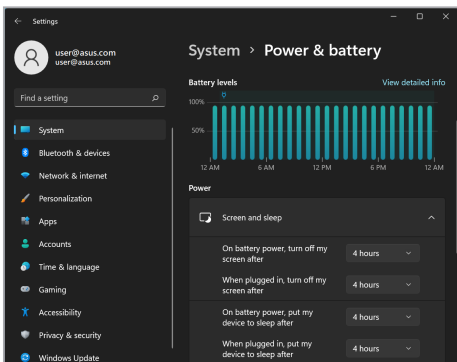 Settings
user@asus.com
user@asus.com
Find a setting
System
Bluetooth & devices
Network & internet
Personalization
Apps
Accounts
Time & language
Gaming
Accessibility
Privacy & security
Windows Update
System > Power & battery
Battery levels
View detailed info
100%
50%
12 AM 6 AM 12 PM 6 PM 12 AM
Power
Screen and sleep
On battery power, turn off my
screen after
4 hours
When plugged in, turn off my
screen after
4 hours
On battery power, put my
device to sleep after
4 hours
When plugged in, put my
device to sleep after
4 hours